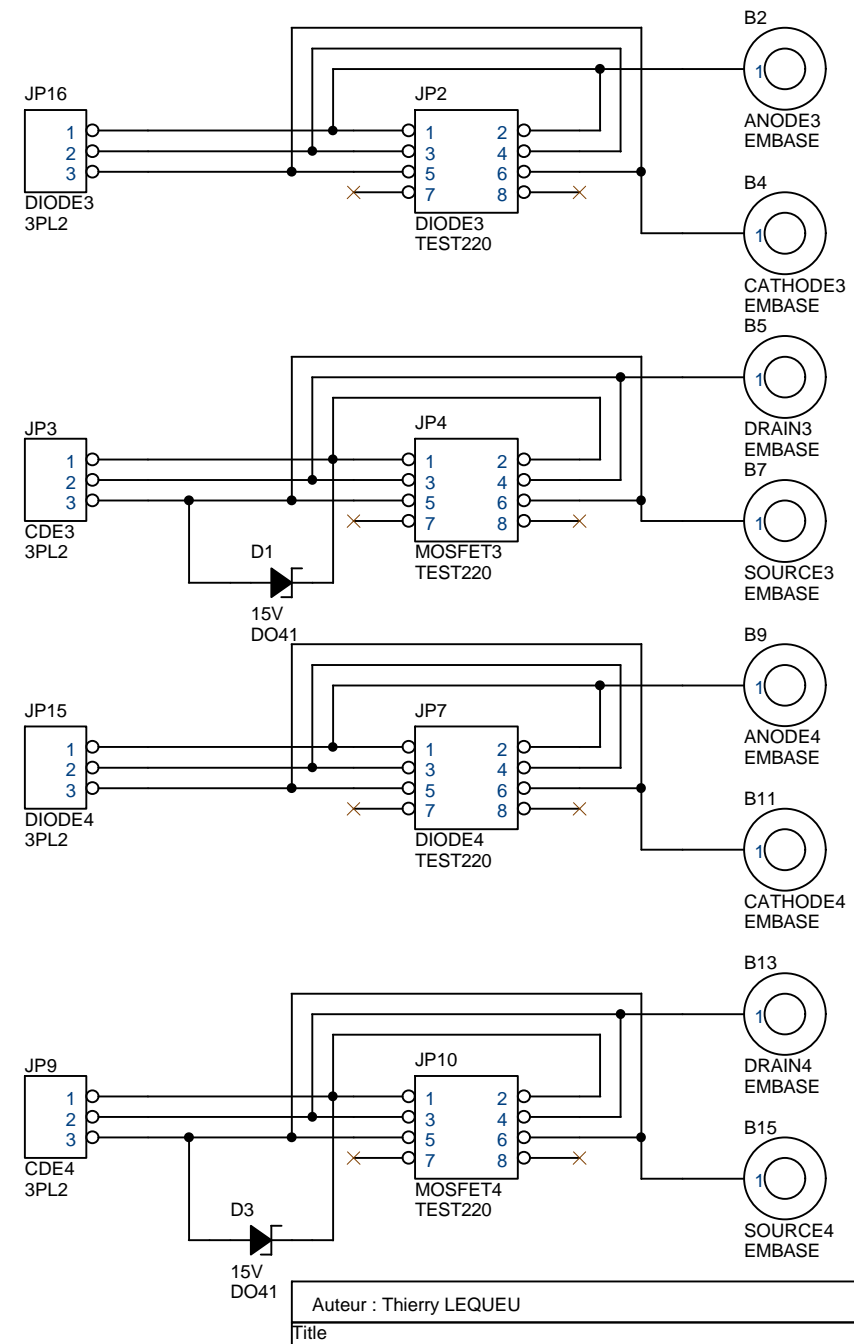 B2
1
ANODE3
EMBASE
JP16
1
2
3
DIODE3
3PL2
JP2
1 2
3 4
5 6
7 8
DIODE3
TEST220
B4
1
CATHODE3
EMBASE
B5
1
DRAIN3
EMBASE
JP3
1
2
3
CDE3
3PL2
JP4
1 2
3 4
5 6
7 8
MOSFET3
TEST220
B7
1
SOURCE3
EMBASE
D1
15V
DO41
B9
1
ANODE4
EMBASE
JP15
1
2
3
DIODE4
3PL2
JP7
1 2
3 4
5 6
7 8
DIODE4
TEST220
B11
1
CATHODE4
EMBASE
B13
1
DRAIN4
EMBASE
JP9
1
2
3
CDE4
3PL2
JP10
1 2
3 4
5 6
7 8
MOSFET4
TEST220
B15
1
SOURCE4
EMBASE
D3
15V
DO41
Auteur : Thierry LEQUEU
Title